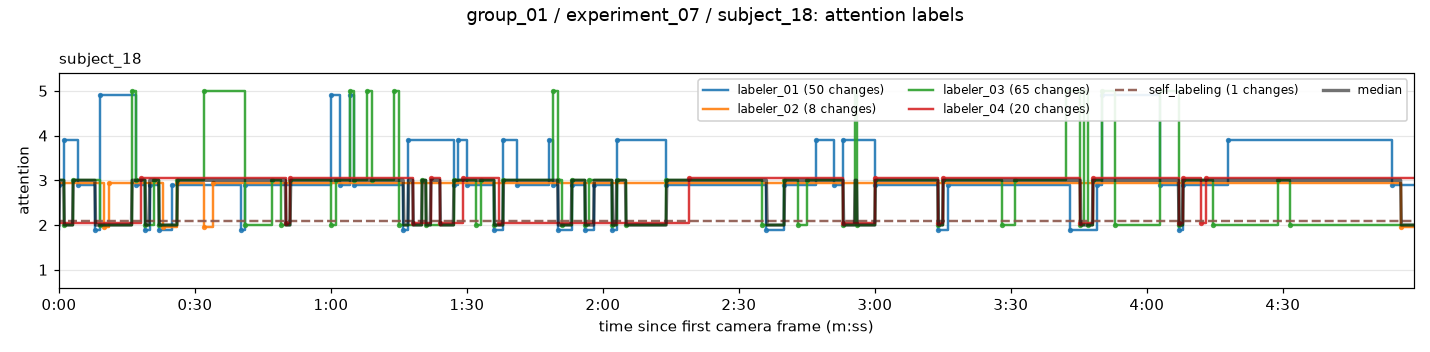 group_01 / experiment_07 / subject_18: attention labels
subject_18
labeler_01 (50 changes) labeler_03 (65 changes) self_labeling (1 changes) median
labeler_02 (8 changes) labeler_04 (20 changes)
5
4
3
2
1
attention
0:00 0:30 1:00 1:30 2:00 2:30 3:00 3:30 4:00 4:30
time since first camera frame (m:ss)